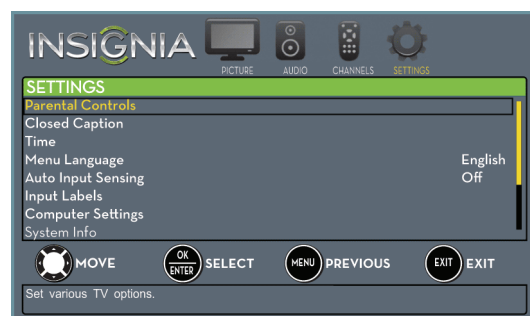 INSIGNIA
PICTURE AUDIO CHANNELS SETTINGS
SETTINGS
Parental Controls
Closed Caption
Time
Menu Language English
Auto Input Sensing Off
Input Labels
Computer Settings
System Info
MOVE OK ENTER SELECT MENU PREVIOUS EXIT EXIT
Set various TV options.